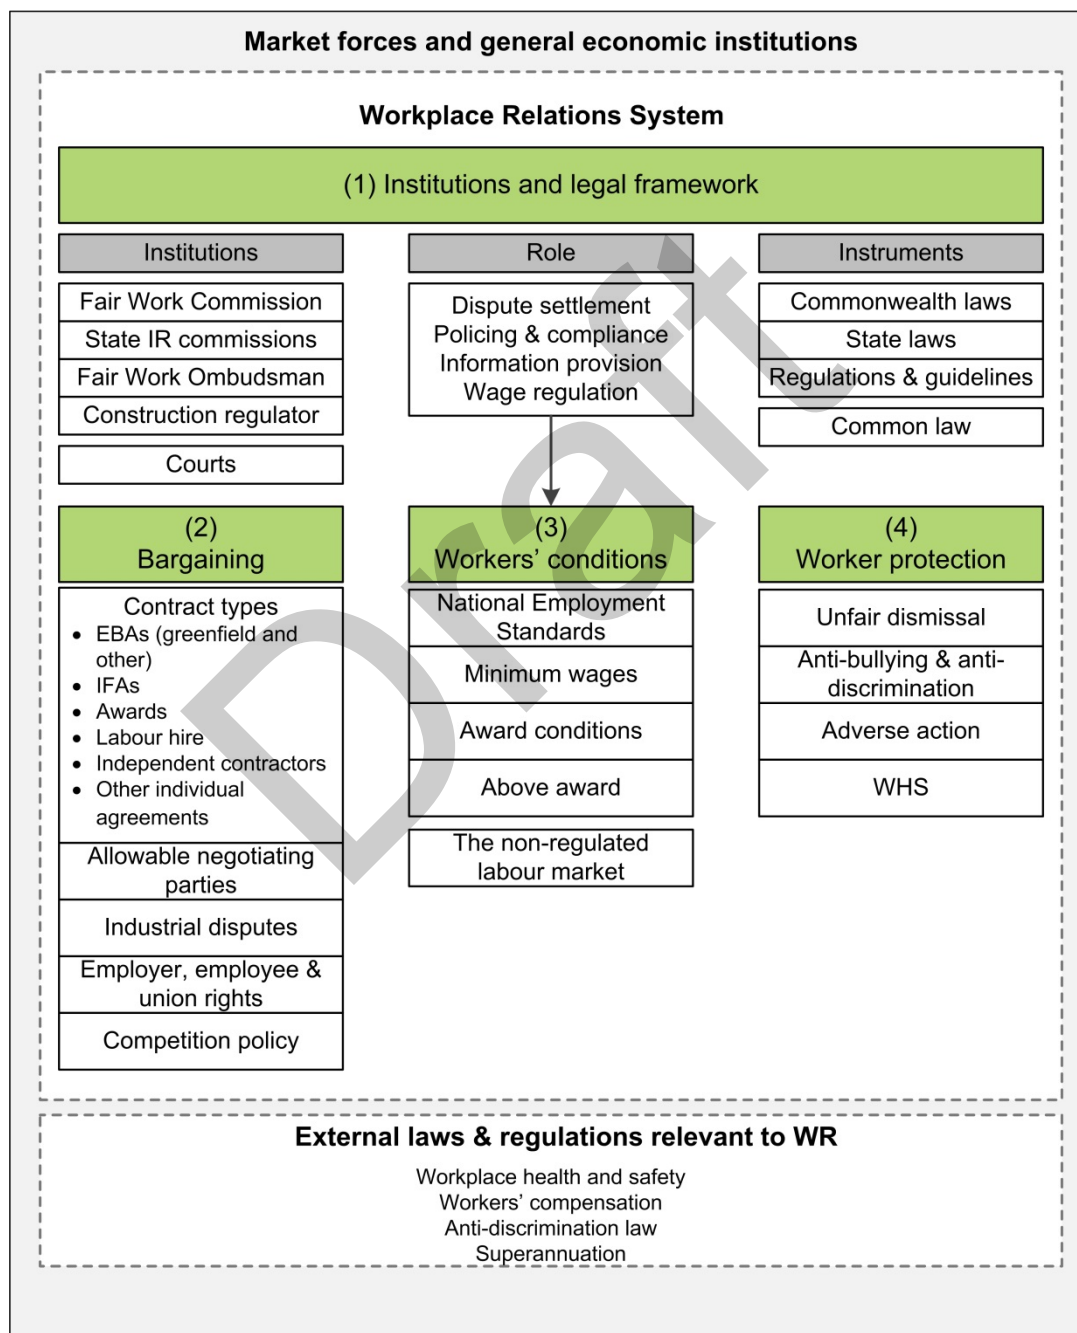 Market forces and general economic institutions
Workplace Relations System
(1) Institutions and legal framework
Institutions
Fair Work Commission
State IR commissions
Fair Work Ombudsman
Construction regulator
Courts
Role
Dispute settlement
Policing & compliance
Information provision
Wage regulation
Instruments
Commonwealth laws
State laws
Regulations & guidelines
Common law
(2)
Bargaining
Contract types
• EBAs (greenfield and
other)
• IFAs
• Awards
• Labour hire
• Independent contractors
• Other individual
agreements
Allowable negotiating
parties
Industrial disputes
Employer, employee &
union rights
Competition policy
(3)
Workers’ conditions
National Employment
Standards
Minimum wages
Award conditions
Above award
The non-regulated
labour market
(4)
Worker protection
Unfair dismissal
Anti-bullying & anti-
discrimination
Adverse action
WHS
External laws & regulations relevant to WR
Workplace health and safety
Workers’ compensation
Anti-discrimination law
Superannuation
Draft